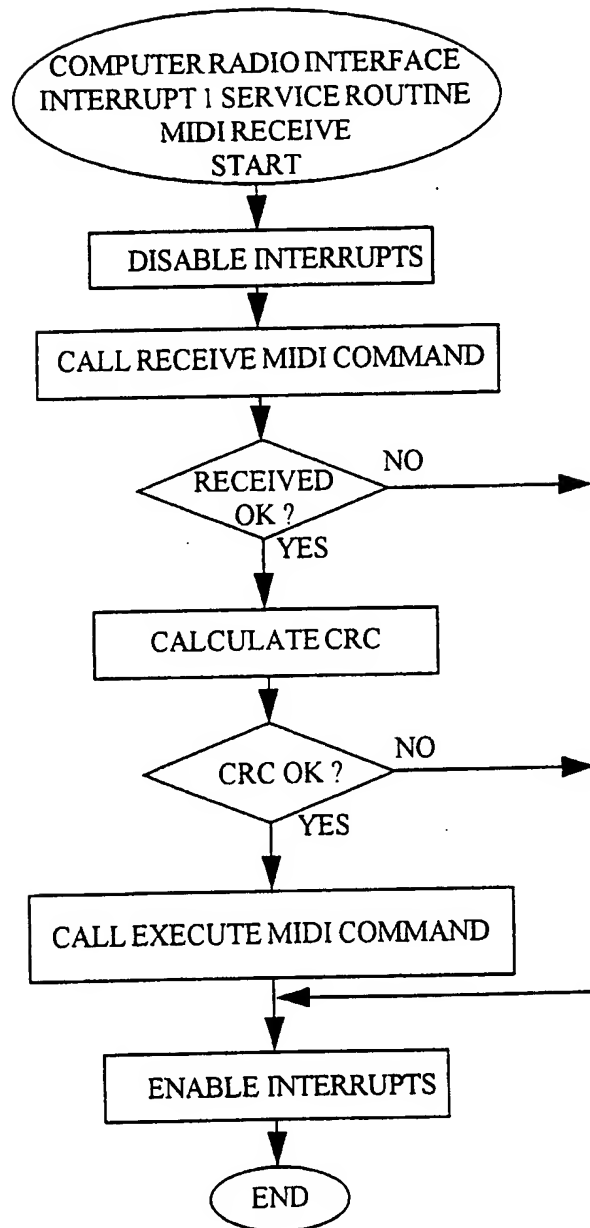 COMPUTER RADIO INTERFACE
INTERRUPT 1 SERVICE ROUTINE
MIDI RECEIVE
START
DISABLE INTERRUPTS
CALL RECEIVE MIDI COMMAND
RECEIVED
OK ?
NO
YES
CALCULATE CRC
CRC OK ?
NO
YES
CALL EXECUTE MIDI COMMAND
ENABLE INTERRUPTS
END